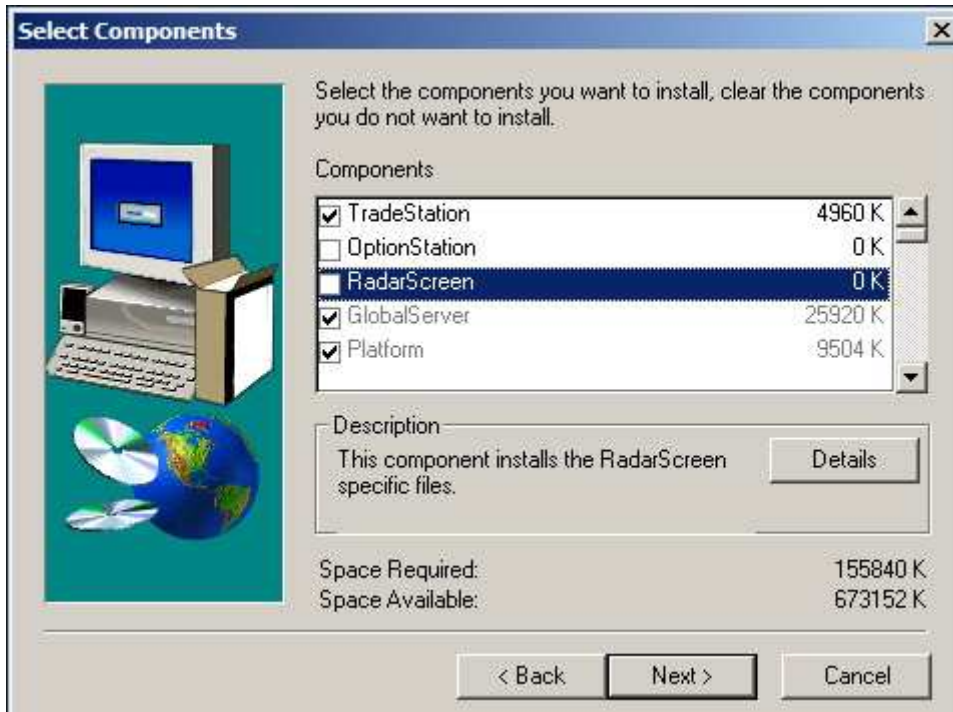 Select Components
Select the components you want to install, clear the components
you do not want to install.
Components
TradeStation 4960 K
OptionStation 0 K
RadarScreen 0 K
GlobalServer 25920 K
Platform 9504 K
Description
This component installs the RadarScreen
specific files.
Details
Space Required: 155840 K
Space Available: 673152 K
< Back Next > Cancel